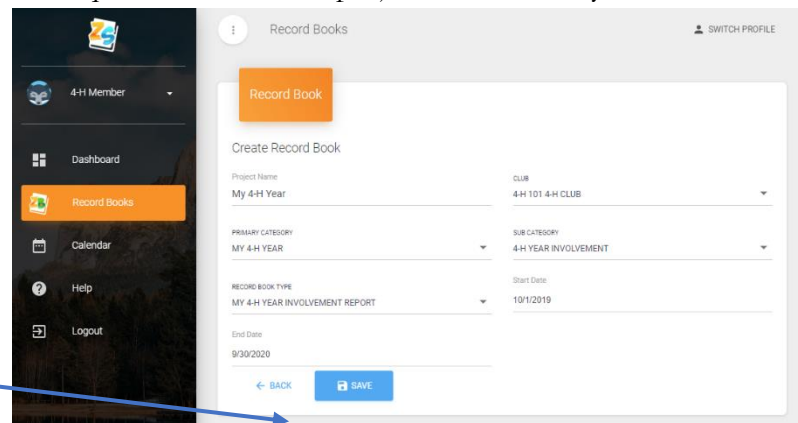 Record Books
SWITCH PROFILE
4-H Member
Record Book
Dashboard
Record Books
Calendar
Help
Logout
Create Record Book
Project Name
My 4-H Year
CLUB
4-H 101 4-H CLUB
PRIMARY CATEGORY
MY 4-H YEAR
SUB CATEGORY
4-H YEAR INVOLVEMENT
RECORD BOOK TYPE
MY 4-H YEAR INVOLVEMENT REPORT
Start Date
10/1/2019
End Date
9/30/2020
BACK
SAVE